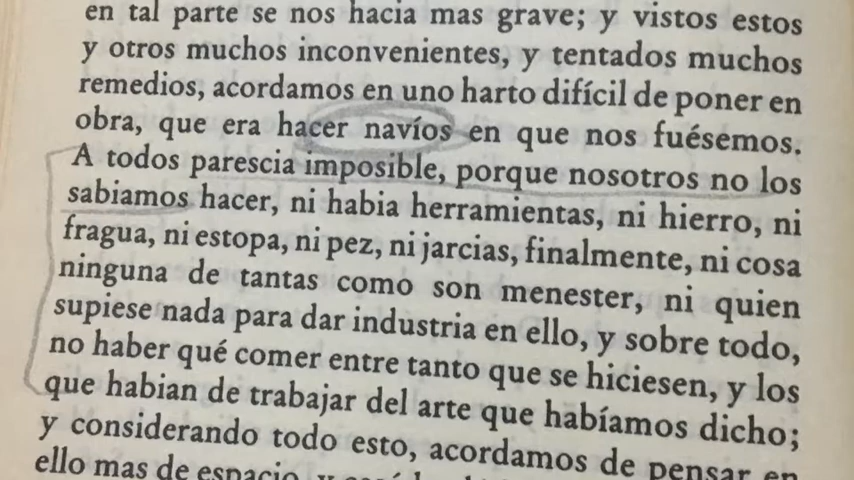 en tal parte se nos hacia mas grave; y vistos estos
y otros muchos inconvenientes, y tentados muchos
remedios, acordamos en uno harto difícil de poner en
obra, que era hacer navíos en que nos fuésemos.
A todos parescia imposible, porque nosotros no los
sabiamos hacer, ni habia herramientas, ni hierro, ni
fragua, ni estopa, ni pez, ni jarcias, finalmente, ni cosa
ninguna de tantas como son menester, ni quien
supiese nada para dar industria en ello, y sobre todo,
no haber qué comer entre tanto que se hiciesen, y los
que habian de trabajar del arte que habíamos dicho;
y considerando todo esto, acordamos de pensar en
ello mas de espacio, y